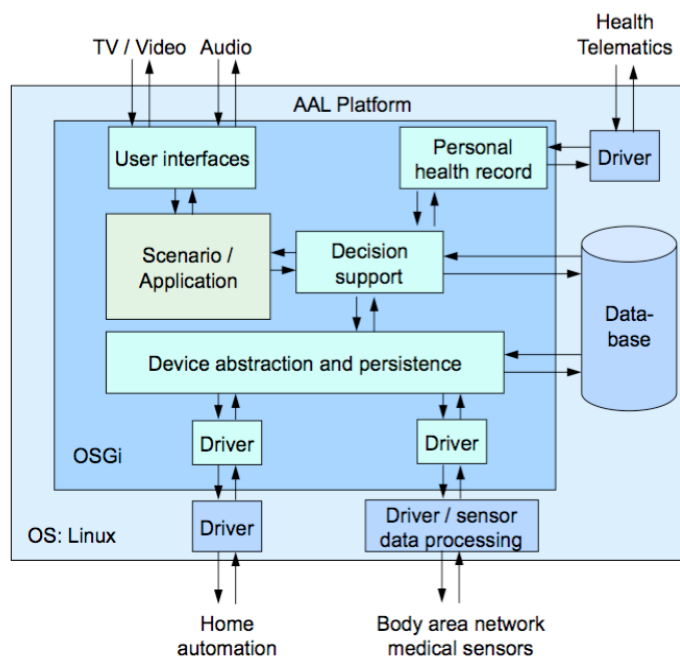 TV / Video
Audio
Health
Telematics
AAL Platform
User interfaces
Personal
health record
Driver
Scenario /
Application
Decision
support
Data-
base
Device abstraction and persistence
Driver
Driver
OSGi
Driver
Driver / sensor
data processing
OS: Linux
Home
automation
Body area network
medical sensors